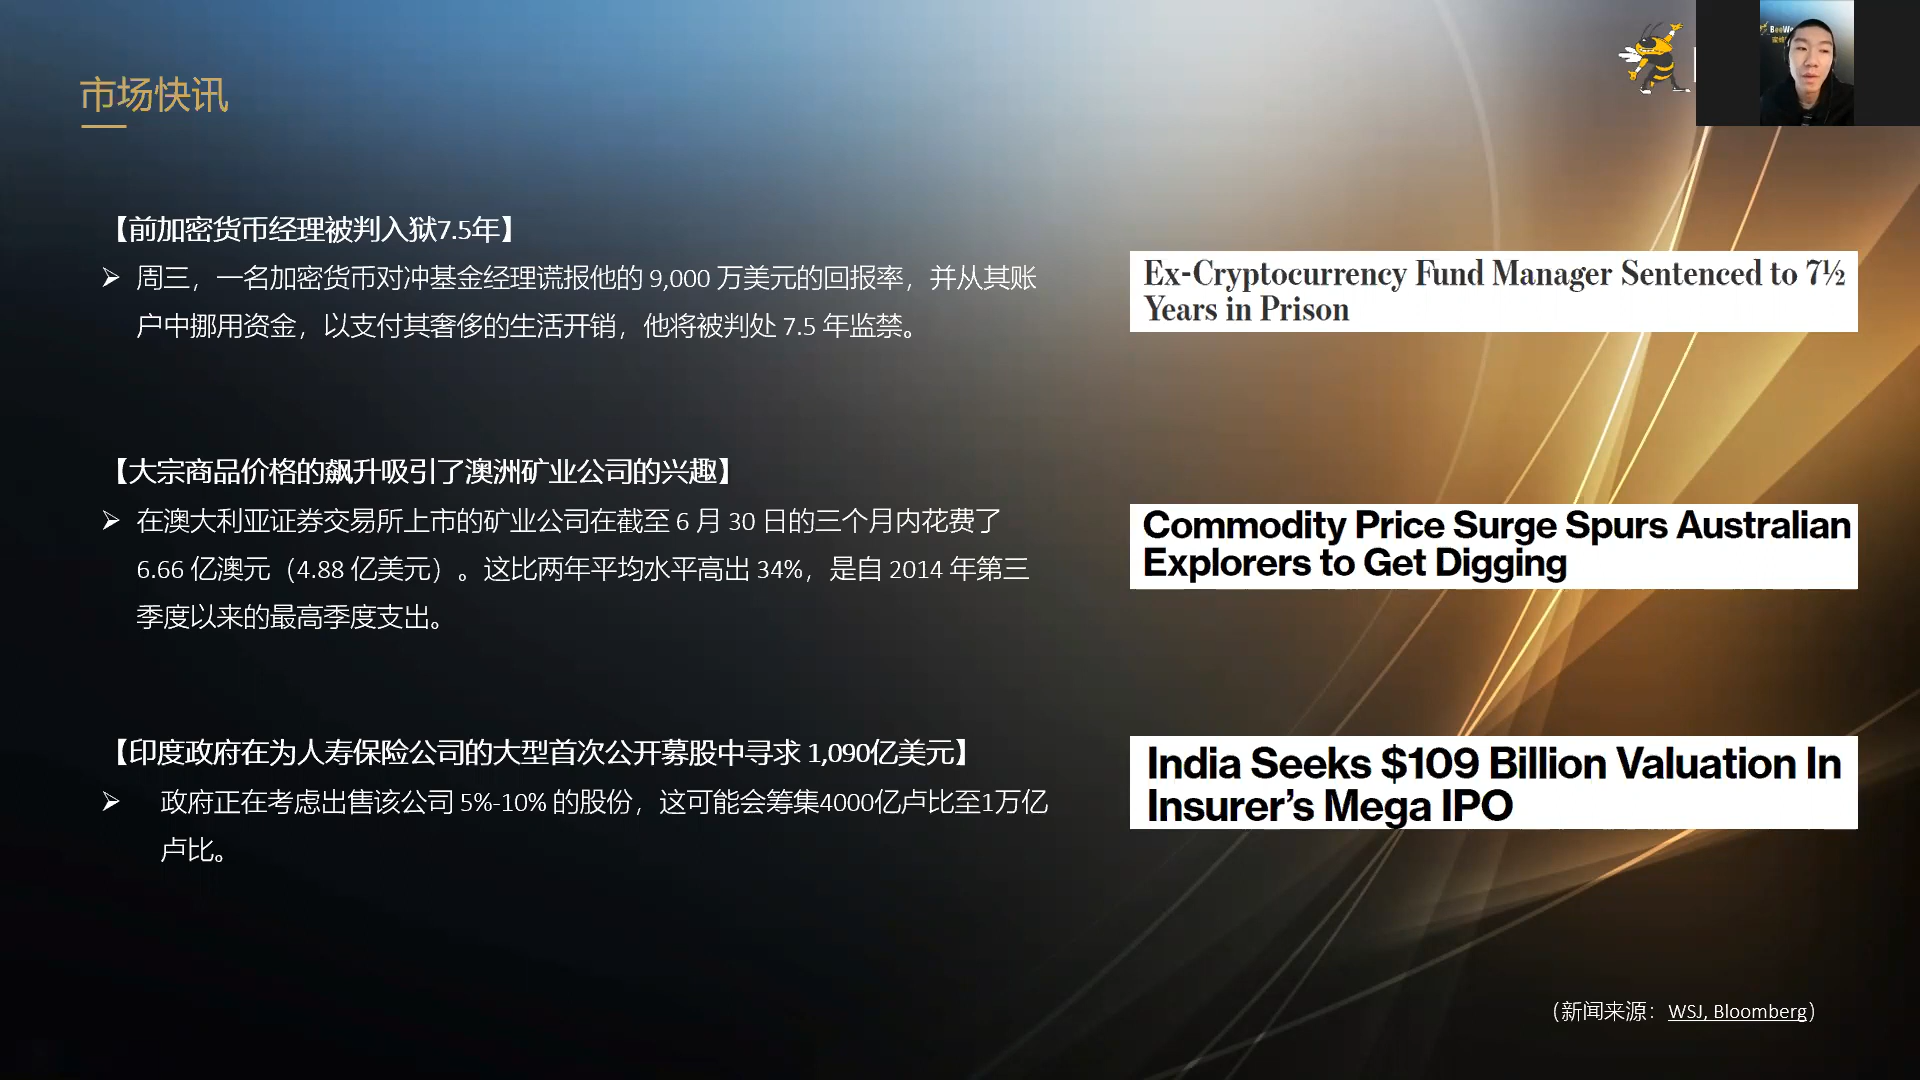 市场快讯
【前加密货币经理被判入狱7.5年】
周三，一名加密货币对冲基金经理谎报他的 9,000 万美元的回报率，并从其账
户中挪用资金，以支付其奢侈的生活开销，他将被判处 7.5 年监禁。
Ex-Cryptocurrency Fund Manager Sentenced to 7½
Years in Prison
【大宗商品价格的飙升吸引了澳洲矿业公司的兴趣】
在澳大利亚证券交易所上市的矿业公司在截至 6 月 30 日的三个月内花费了
6.66 亿澳元（4.88 亿美元）。这比两年平均水平高出 34%，是自 2014 年第三
季度以来的最高季度支出。
Commodity Price Surge Spurs Australian
Explorers to Get Digging
【印度政府在为人寿保险公司的大型首次公开募股中寻求 1,090亿美元】
政府正在考虑出售该公司 5%-10% 的股份，这可能会筹集4000亿卢比至1万亿
卢比。
India Seeks $109 Billion Valuation In
Insurer’s Mega IPO
（新闻来源：WSJ, Bloomberg）